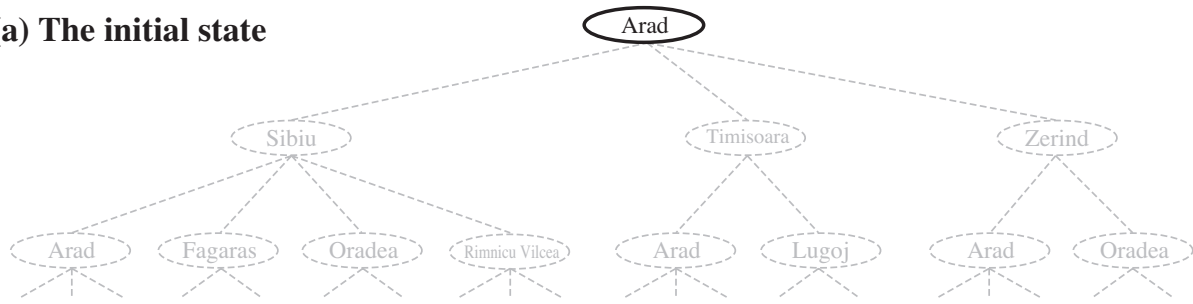 a) The initial state
Arad
Sibiu
Timisoara
Zerind
Arad
Fagaras
Oradea
Rimnicu Vilcea
Arad
Lugoj
Arad
Oradea